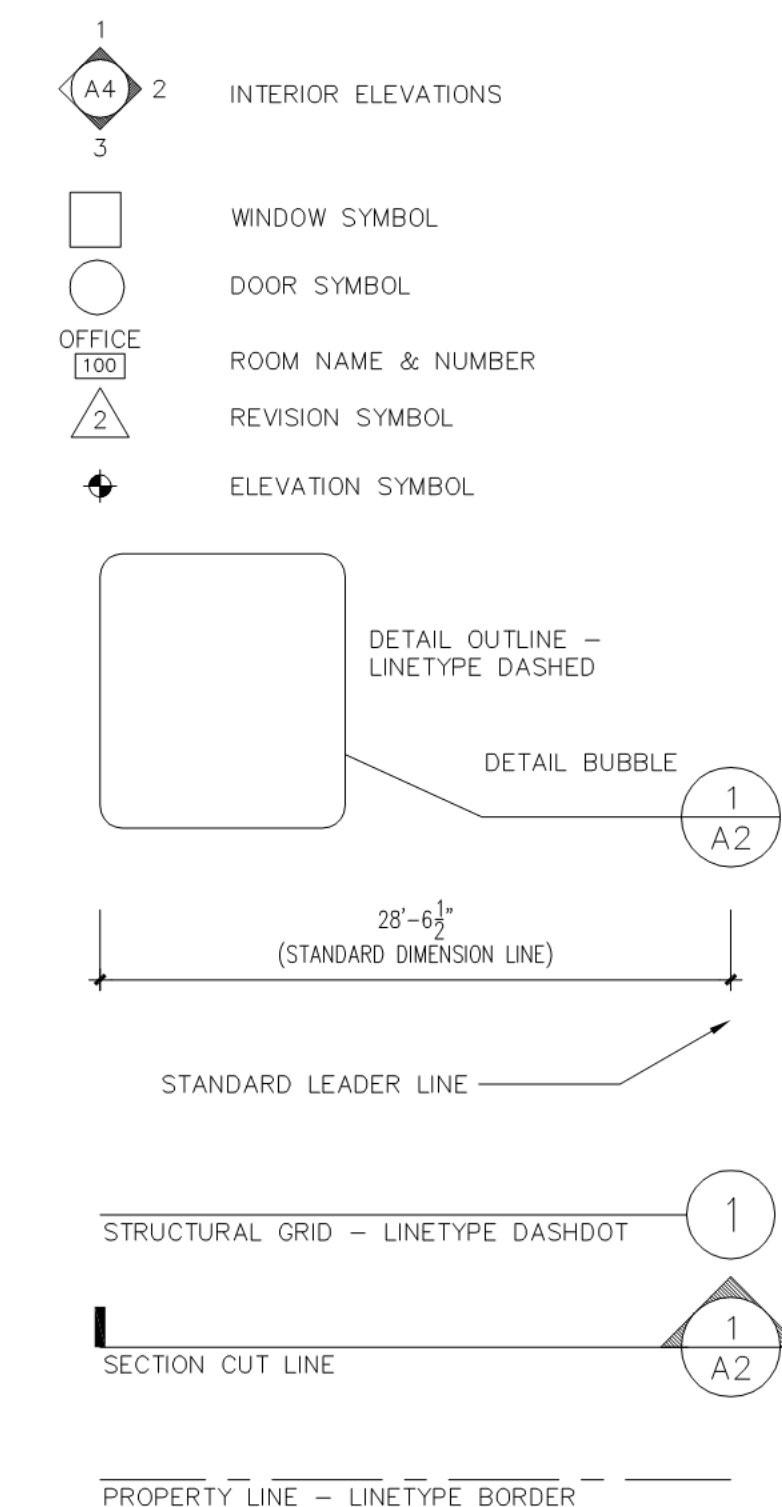 1
A4
2
INTERIOR ELEVATIONS
3
WINDOW SYMBOL
DOOR SYMBOL
OFFICE
100
ROOM NAME & NUMBER
2
REVISION SYMBOL
ELEVATION SYMBOL
DETAIL OUTLINE –
LINETYPE DASHED
DETAIL BUBBLE
1
A2
28'–6½"
(STANDARD DIMENSION LINE)
STANDARD LEADER LINE
1
STRUCTURAL GRID – LINETYPE DASHDOT
1
SECTION CUT LINE
A2
PROPERTY LINE – LINETYPE BORDER